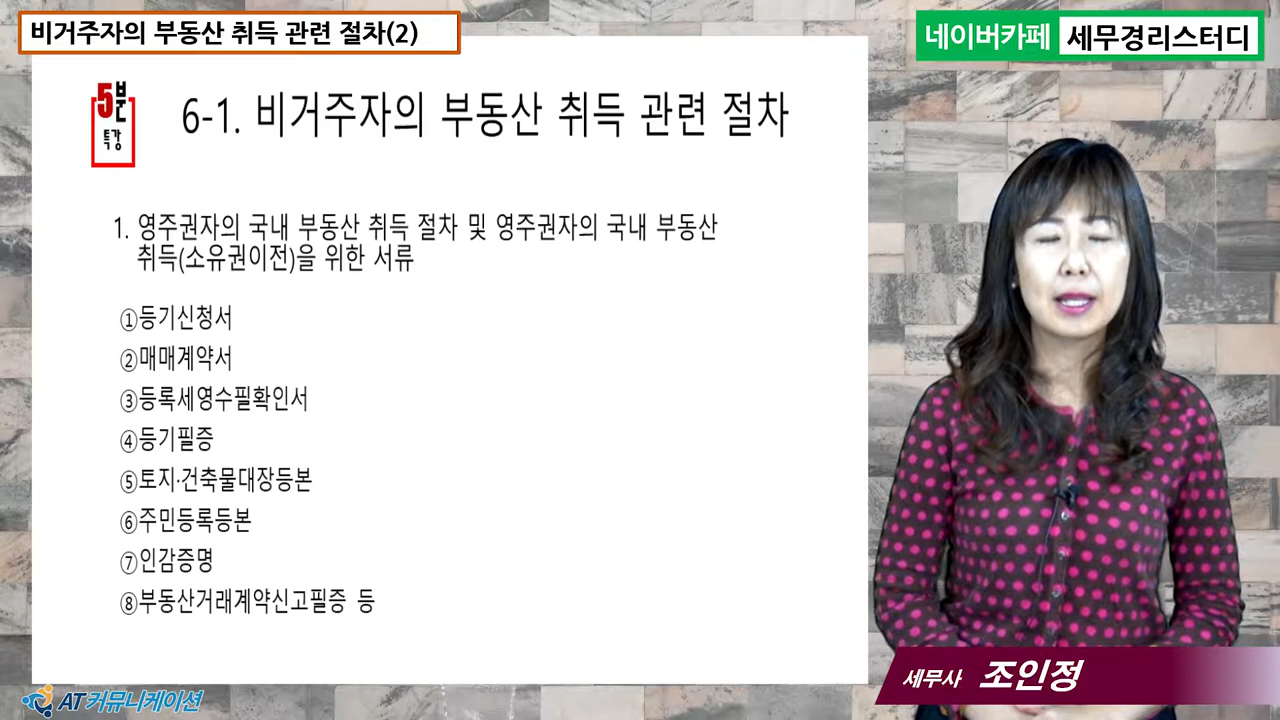 비거주자의 부동산 취득 관련 절차(2)
네이버카페 세무경리스터디
5분
특강
6-1. 비거주자의 부동산 취득 관련 절차
1. 영주권자의 국내 부동산 취득 절차 및 영주권자의 국내 부동산
취득(소유권이전)을 위한 서류
①등기신청서
②매매계약서
③등록세영수필확인서
④등기필증
⑤토지·건축물대장등본
⑥주민등록등본
⑦인감증명
⑧부동산거래계약신고필증 등
세무사 조인정
AT커뮤니케이션